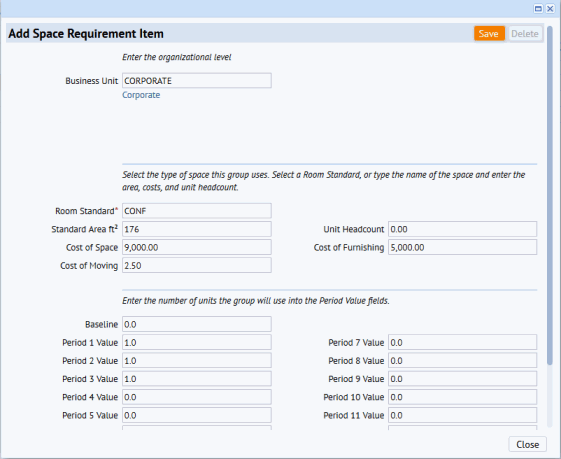 Add Space Requirement Item Save Delete
Enter the organizational level
Business Unit CORPORATE
Corporate
Select the type of space this group uses. Select a Room Standard, or type the name of the space and enter the
area, costs, and unit headcount.
Room Standard* CONF
Standard Area ft² 176 Unit Headcount 0.00
Cost of Space 9,000.00 Cost of Furnishing 5,000.00
Cost of Moving 2.50
Enter the number of units the group will use into the Period Value fields.
Baseline 0.0
Period 1 Value 1.0 Period 7 Value 0.0
Period 2 Value 1.0 Period 8 Value 0.0
Period 3 Value 1.0 Period 9 Value 0.0
Period 4 Value 0.0 Period 10 Value 0.0
Period 5 Value 0.0 Period 11 Value 0.0
Close